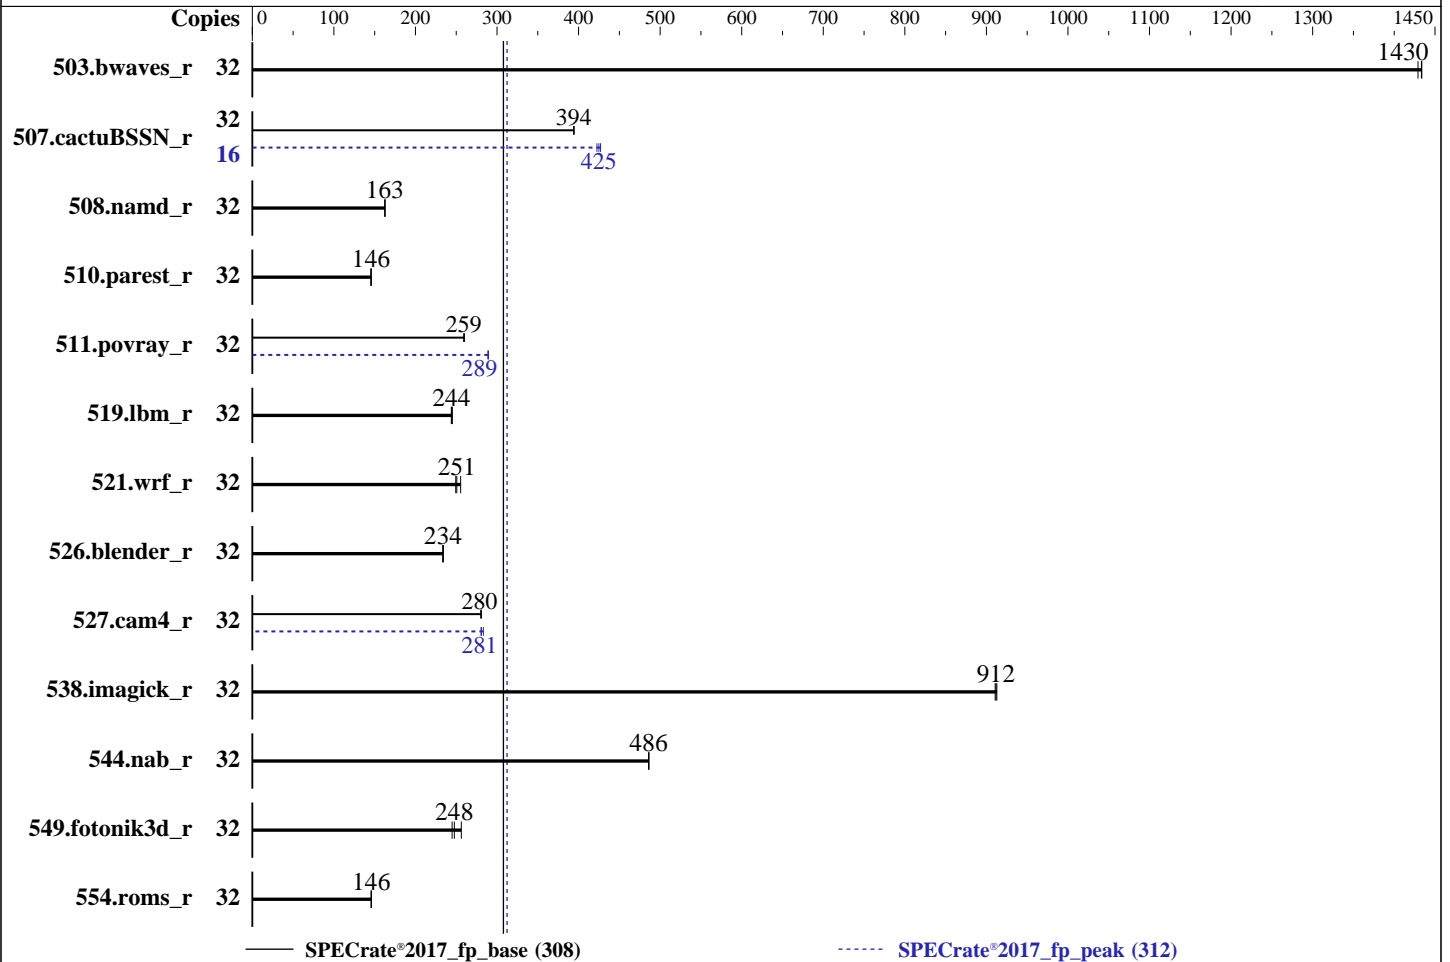 Copies 0 100 200 300 400 500 600 700 800 900 1000 1100 1200 1300 1450
503.bwaves_r 32 1430
507.cactuBSSN_r 32 394
16 425
508.namd_r 32 163
510.parest_r 32 146
511.povray_r 32 259
289
519.lbm_r 32 244
521.wrf_r 32 251
526.blender_r 32 234
527.cam4_r 32 280
281
538.imagick_r 32 912
544.nab_r 32 486
549.fotonik3d_r 32 248
554.roms_r 32 146
SPECrate®2017_fp_base (308) SPECrate®2017_fp_peak (312)